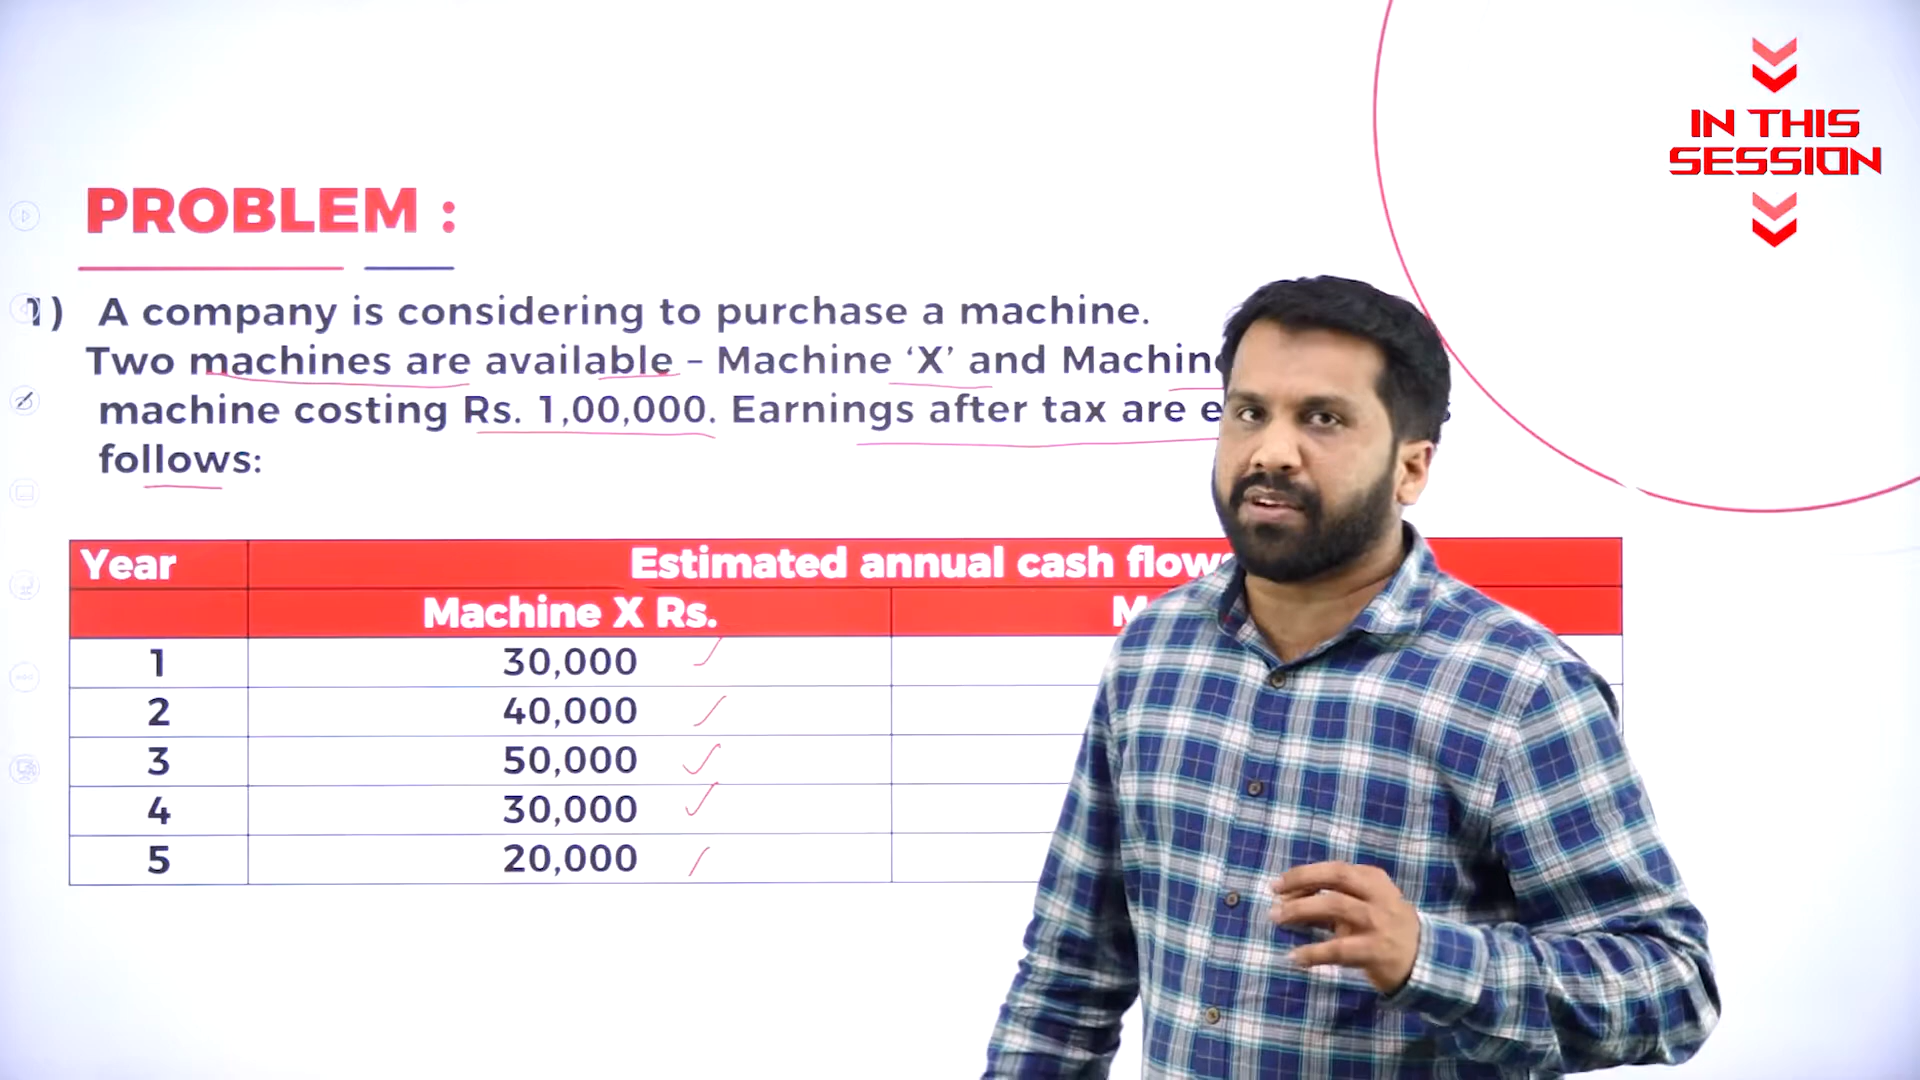 IN THIS
SESSION
PROBLEM :
1) A company is considering to purchase a machine.
Two machines are available – Machine ‘X’ and
machine costing Rs. 1,00,000. Earnings after tax are
follows:
Year Estimated annual cash
Machine X Rs.
1 30,000
2 40,000
3 50,000
4 30,000
5 20,000